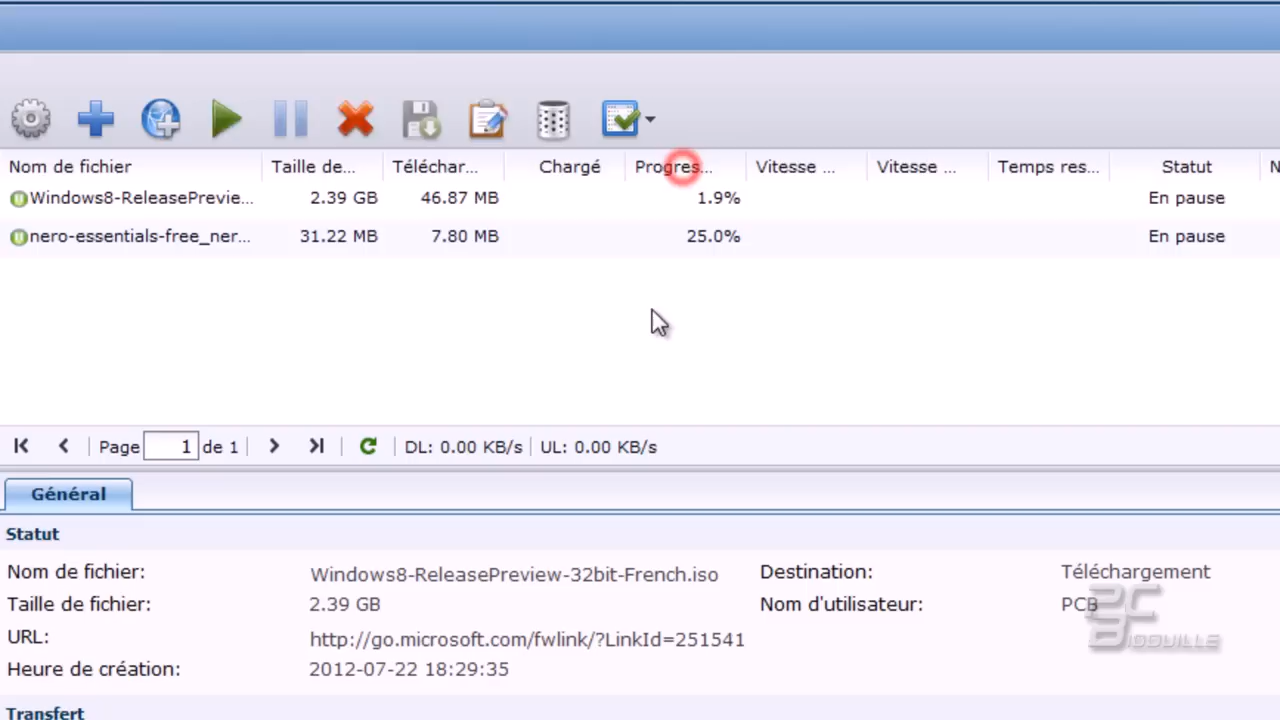 Nom de fichier Taille de... Téléchar... Chargé Progres... Vitesse ... Vitesse ... Temps res... Statut N
Windows8-ReleasePrevie... 2.39 GB 46.87 MB 1.9% En pause
nero-essentials-free_ner... 31.22 MB 7.80 MB 25.0% En pause
Page 1 de 1 DL: 0.00 KB/s UL: 0.00 KB/s
Général
Statut
Nom de fichier: Windows8-ReleasePreview-32bit-French.iso Destination: Téléchargement
Taille de fichier: 2.39 GB Nom d'utilisateur: PCB
URL: http://go.microsoft.com/fwlink/?LinkId=251541
Heure de création: 2012-07-22 18:29:35
PC
BIDOUILLE
Transfert